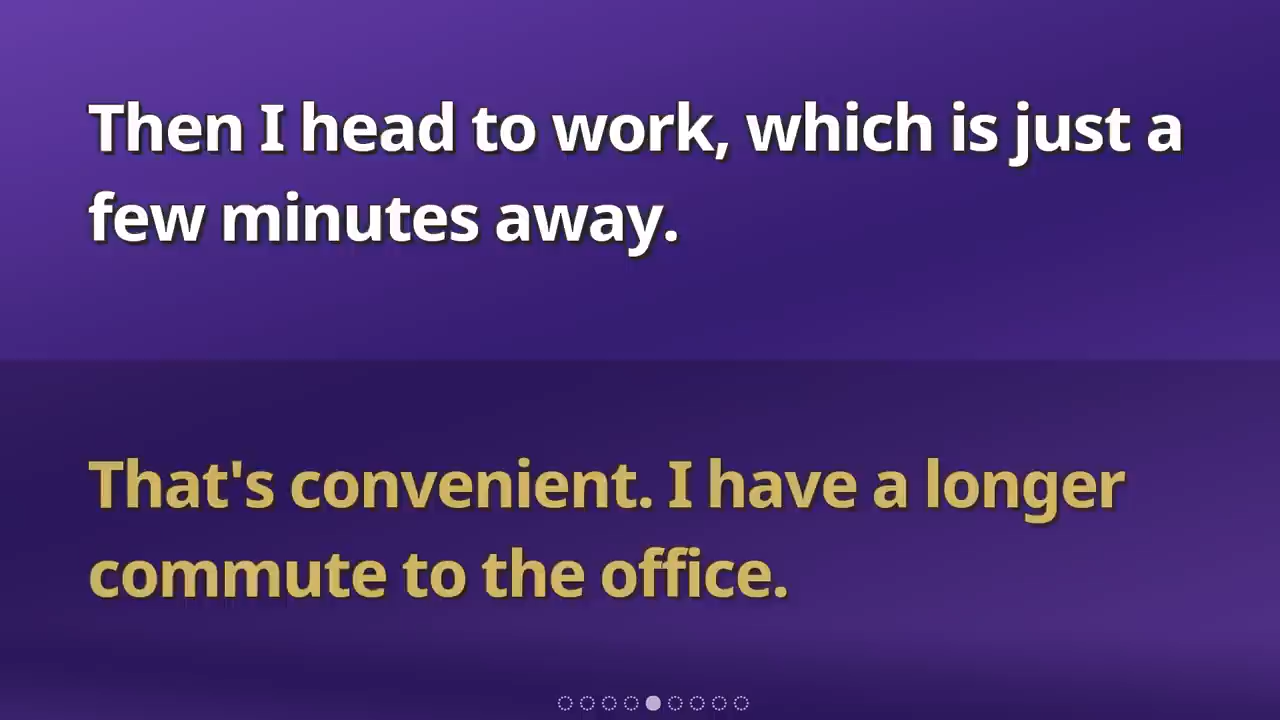 Then I head to work, which is just a
few minutes away.
That's convenient. I have a longer
commute to the office.